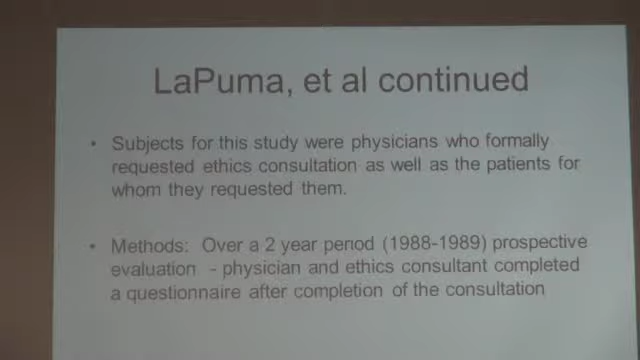 LaPuma, et al continued
• Subjects for this study were physicians who formally
requested ethics consultation as well as the patients for
whom they requested them.
• Methods: Over a 2 year period (1988-1989) prospective
evaluation - physician and ethics consultant completed
a questionnaire after completion of the consultation